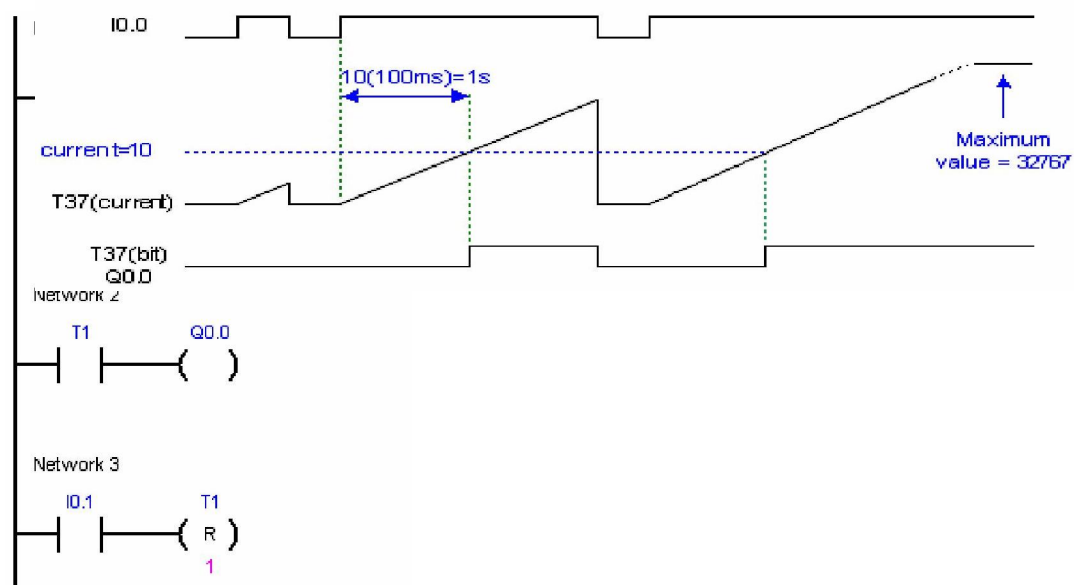 I0.0
10(100ms)=1s
current=10
Maximum
value = 32767
T37(current)
T37(bit)
Q0.0
Network 2
T1 Q0.0
Network 3
I0.1 T1
R
1